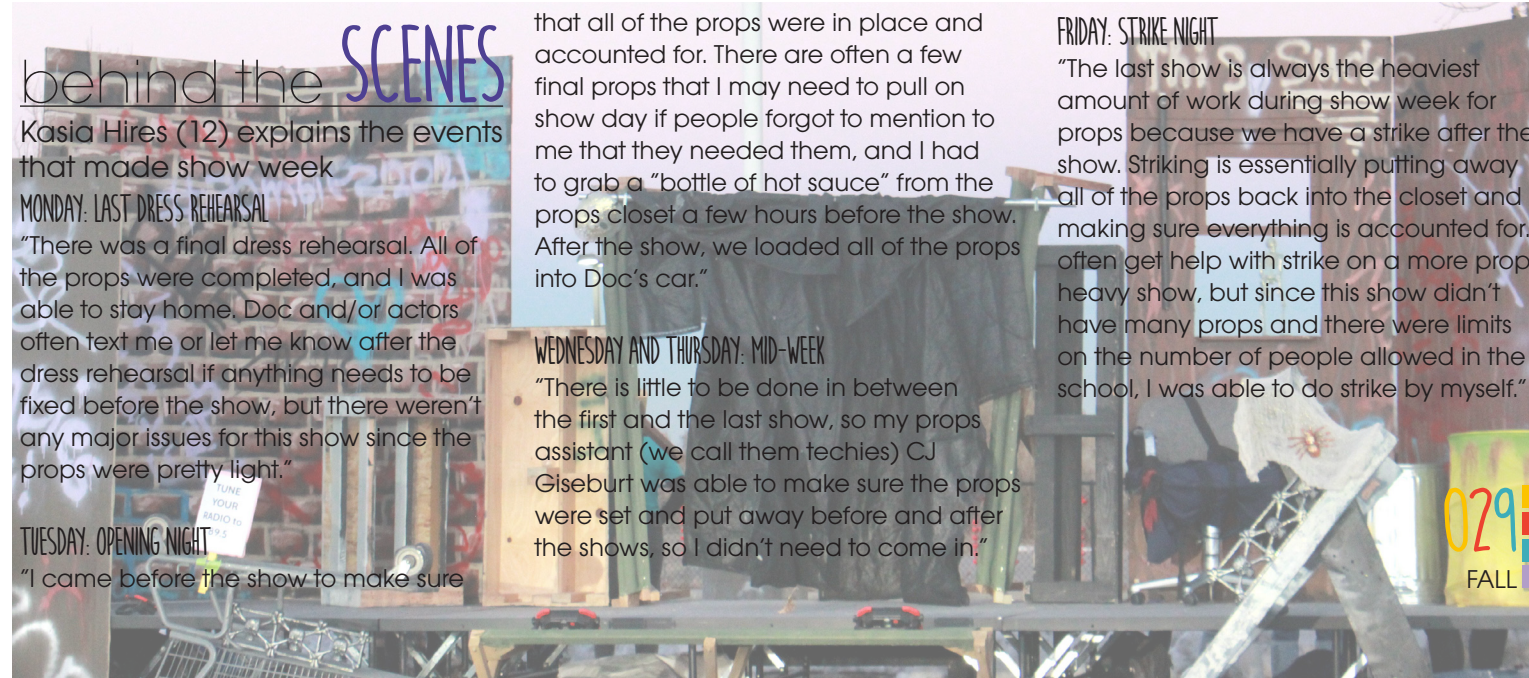 behind the SCENES
Kasia Hires (12) explains the events
that made show week
MONDAY: LAST DRESS REHEARSAL
"There was a final dress rehearsal. All of
the props were completed, and I was
able to stay home. Doc and/or actors
often text me or let me know after the
dress rehearsal if anything needs to be
fixed before the show, but there weren't
any major issues for this show since the
props were pretty light."
TUNE
YOUR
RADIO to
89.5
TUESDAY: OPENING NIGHT
"I came before the show to make sure
that all of the props were in place and
accounted for. There are often a few
final props that I may need to pull on
show day if people forgot to mention to
me that they needed them, and I had
to grab a "bottle of hot sauce" from the
props closet a few hours before the show.
After the show, we loaded all of the props
into Doc's car."
WEDNESDAY AND THURSDAY: MID-WEEK
"There is little to be done in between
the first and the last show, so my props
assistant (we call them techies) CJ
Giseburt was able to make sure the props
were set and put away before and after
the shows, so I didn't need to come in."
FRIDAY: STRIKE NIGHT
"The last show is always the heaviest
amount of work during show week for
props because we have a strike after the
show. Striking is essentially putting away
all of the props back into the closet and
making sure everything is accounted for.
often get help with strike on a more prop
heavy show, but since this show didn't
have many props and there were limits
on the number of people allowed in the
school, I was able to do strike by myself."
029
FALL